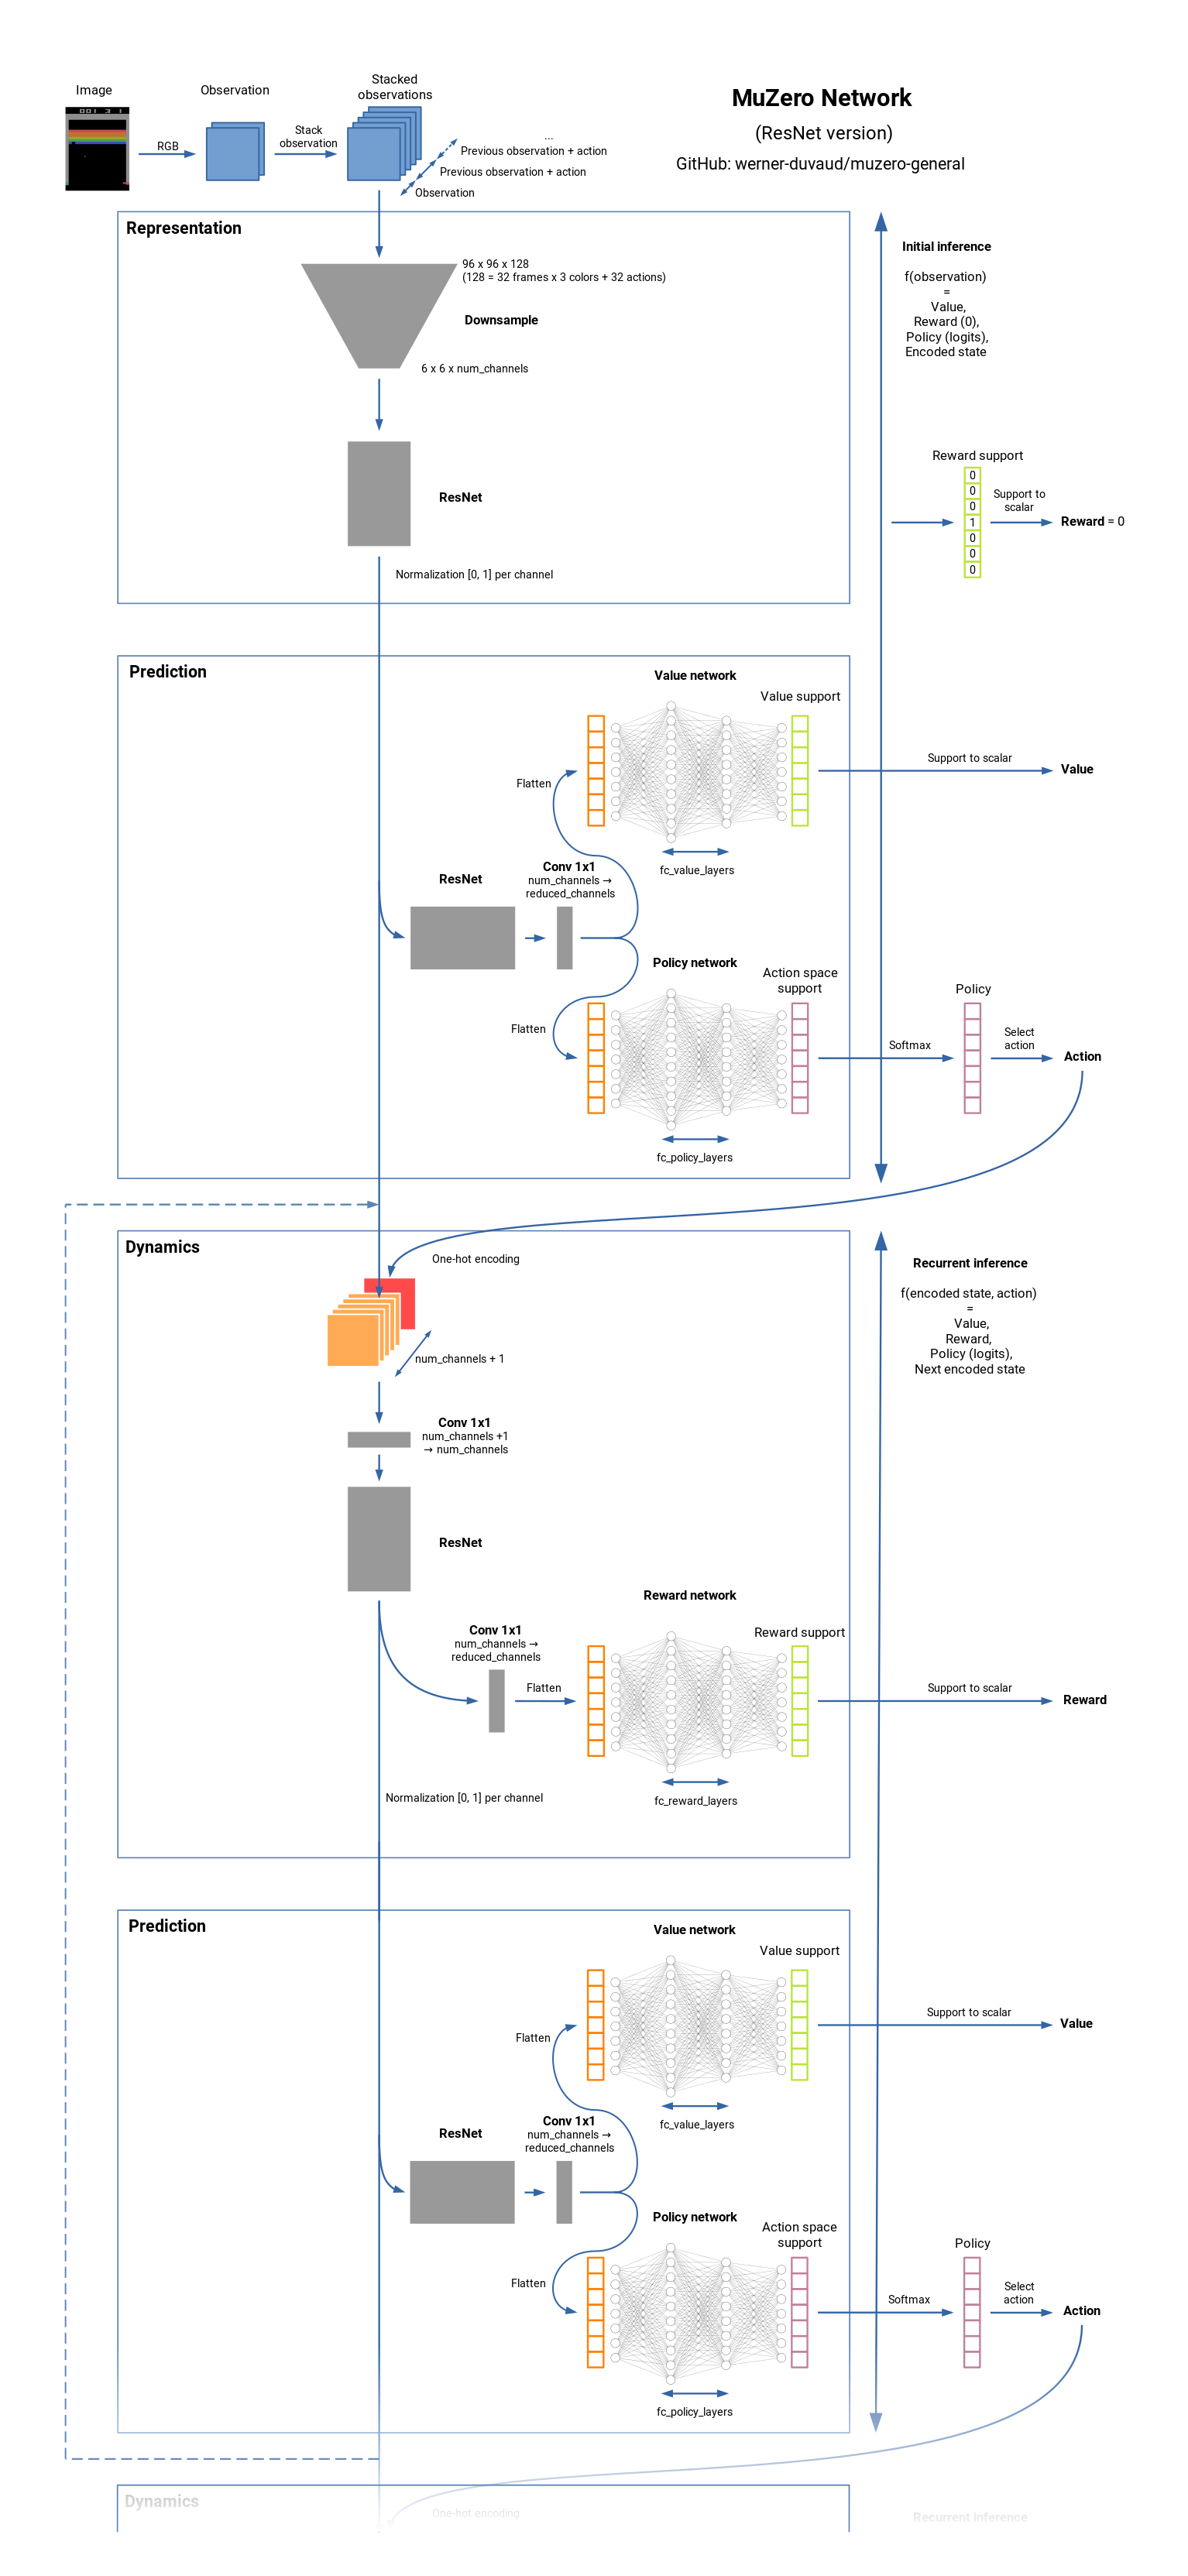 MuZero Network
(ResNet version)
GitHub: werner-duvaud/muzero-general
Image
001 3 1
RGB
Observation
Stack
observation
Stacked
observations
...
Previous observation + action
Previous observation + action
Observation
Representation
96 x 96 x 128
(128 = 32 frames x 3 colors + 32 actions)
Downsample
6 x 6 x num_channels
ResNet
Normalization [0, 1] per channel
Initial inference
f(observation)
=
Value,
Reward (0),
Policy (logits),
Encoded state
Reward support
0
0
0
1
0
0
0
Support to
scalar
Reward = 0
Prediction
Value network
Value support
Flatten
fc_value_layers
Support to scalar
Value
ResNet
Conv 1x1
num_channels →
reduced_channels
Policy network
Action space
support
Flatten
fc_policy_layers
Softmax
Policy
Select
action
Action
Dynamics
One-hot encoding
num_channels + 1
Conv 1x1
num_channels +1
→ num_channels
ResNet
Recurrent inference
f(encoded state, action)
=
Value,
Reward,
Policy (logits),
Next encoded state
Conv 1x1
num_channels →
reduced_channels
Flatten
Reward network
Reward support
fc_reward_layers
Support to scalar
Reward
Normalization [0, 1] per channel
Prediction
Value network
Value support
Flatten
fc_value_layers
Support to scalar
Value
ResNet
Conv 1x1
num_channels →
reduced_channels
Policy network
Action space
support
Flatten
fc_policy_layers
Softmax
Policy
Select
action
Action
Dynamics
One-hot encoding
Recurrent inference